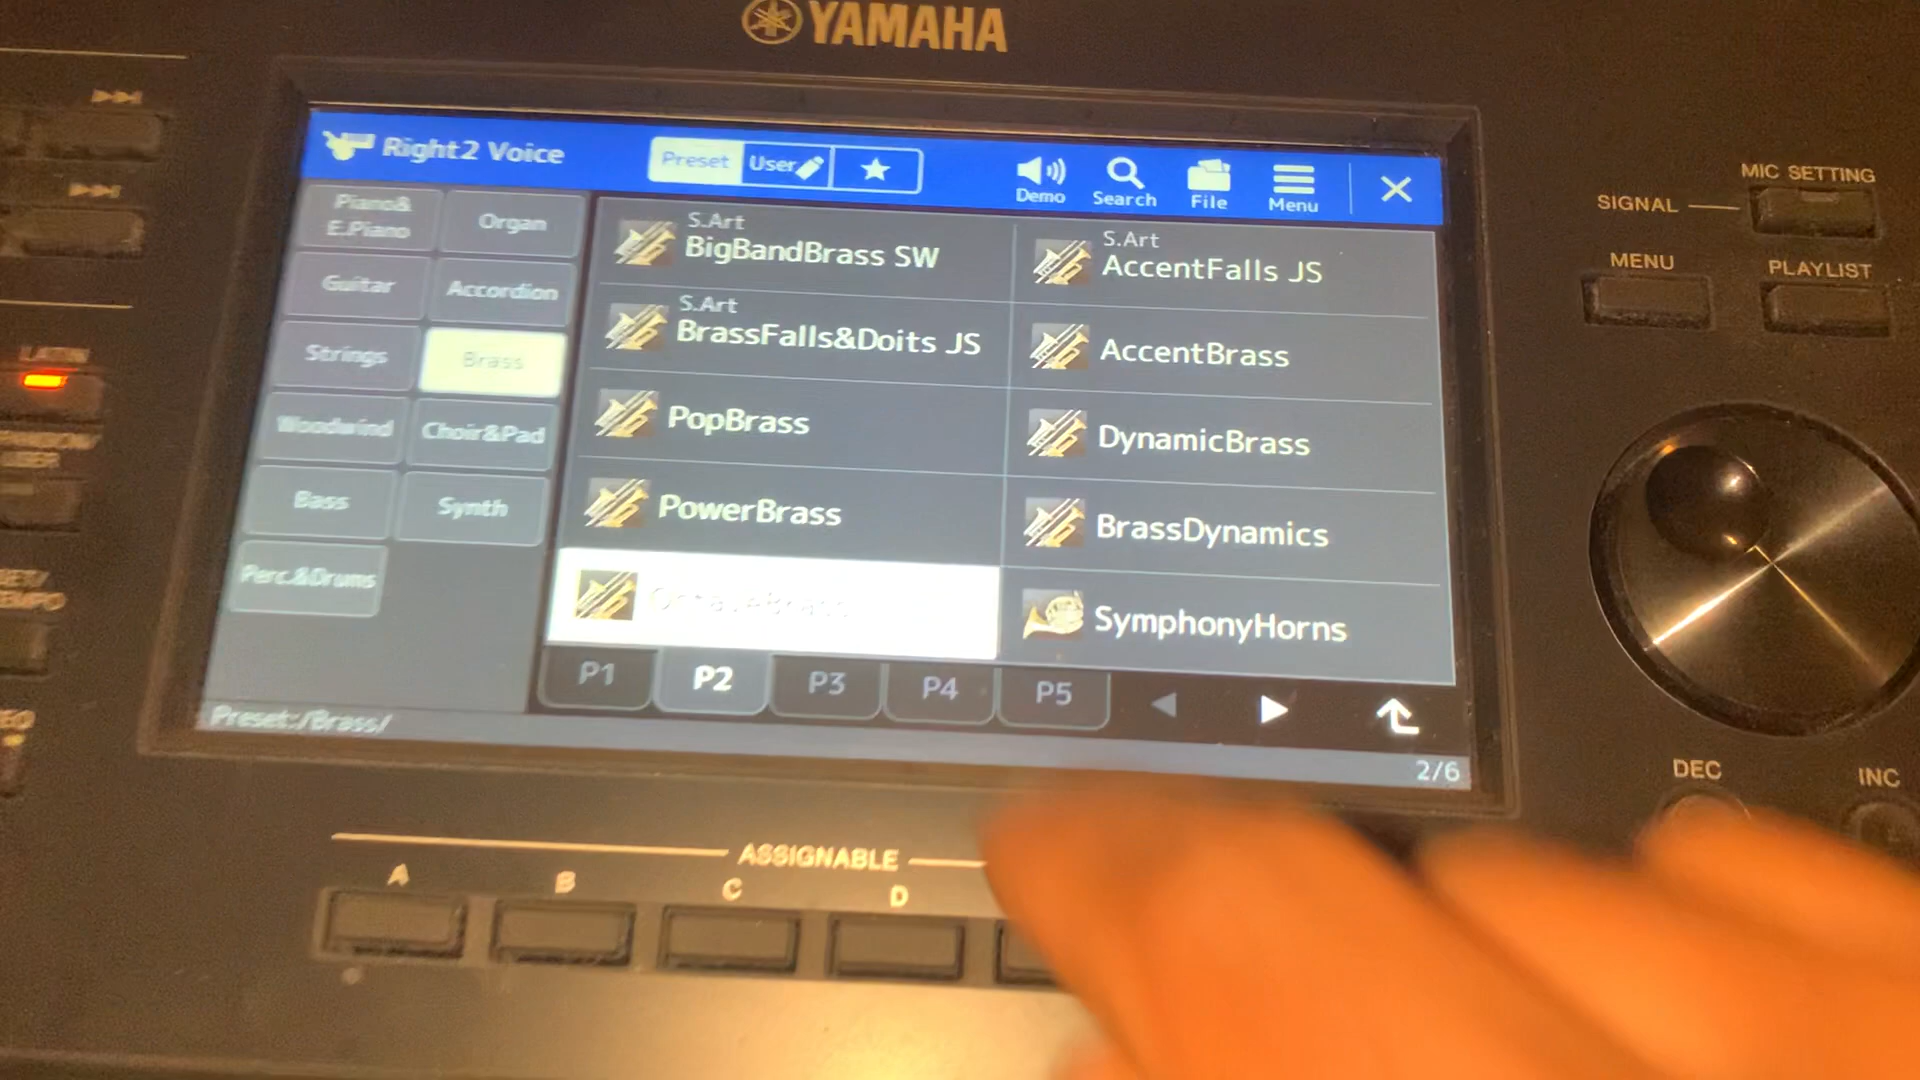 YAMAHA
Right2 Voice
Preset
User
Demo
Search
File
Menu
Piano&
E.Piano
Organ
Guitar
Accordion
Strings
Brass
Woodwind
Choir&Pad
Bass
Synth
Perc.&Drums
S.Art
BigBandBrass SW
S.Art
AccentFalls JS
S.Art
BrassFalls&Doits JS
AccentBrass
PopBrass
DynamicBrass
PowerBrass
BrassDynamics
OctaveBrass
SymphonyHorns
P1
P2
P3
P4
P5
Preset:/Brass/
2/6
MIC SETTING
SIGNAL
MENU
PLAYLIST
DEC
INC
ASSIGNABLE
A
B
C
D